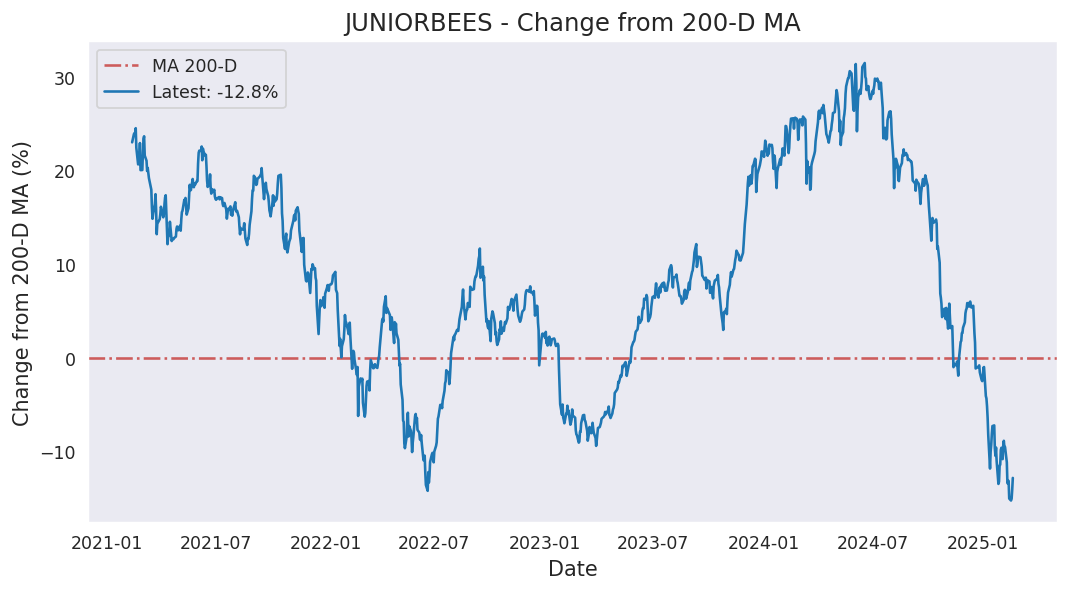 JUNIORBEES - Change from 200-D MA
MA 200-D
Latest: -12.8%
Change from 200-D MA (%)
30
20
10
0
−10
2021-01 2021-07 2022-01 2022-07 2023-01 2023-07 2024-01 2024-07 2025-01
Date